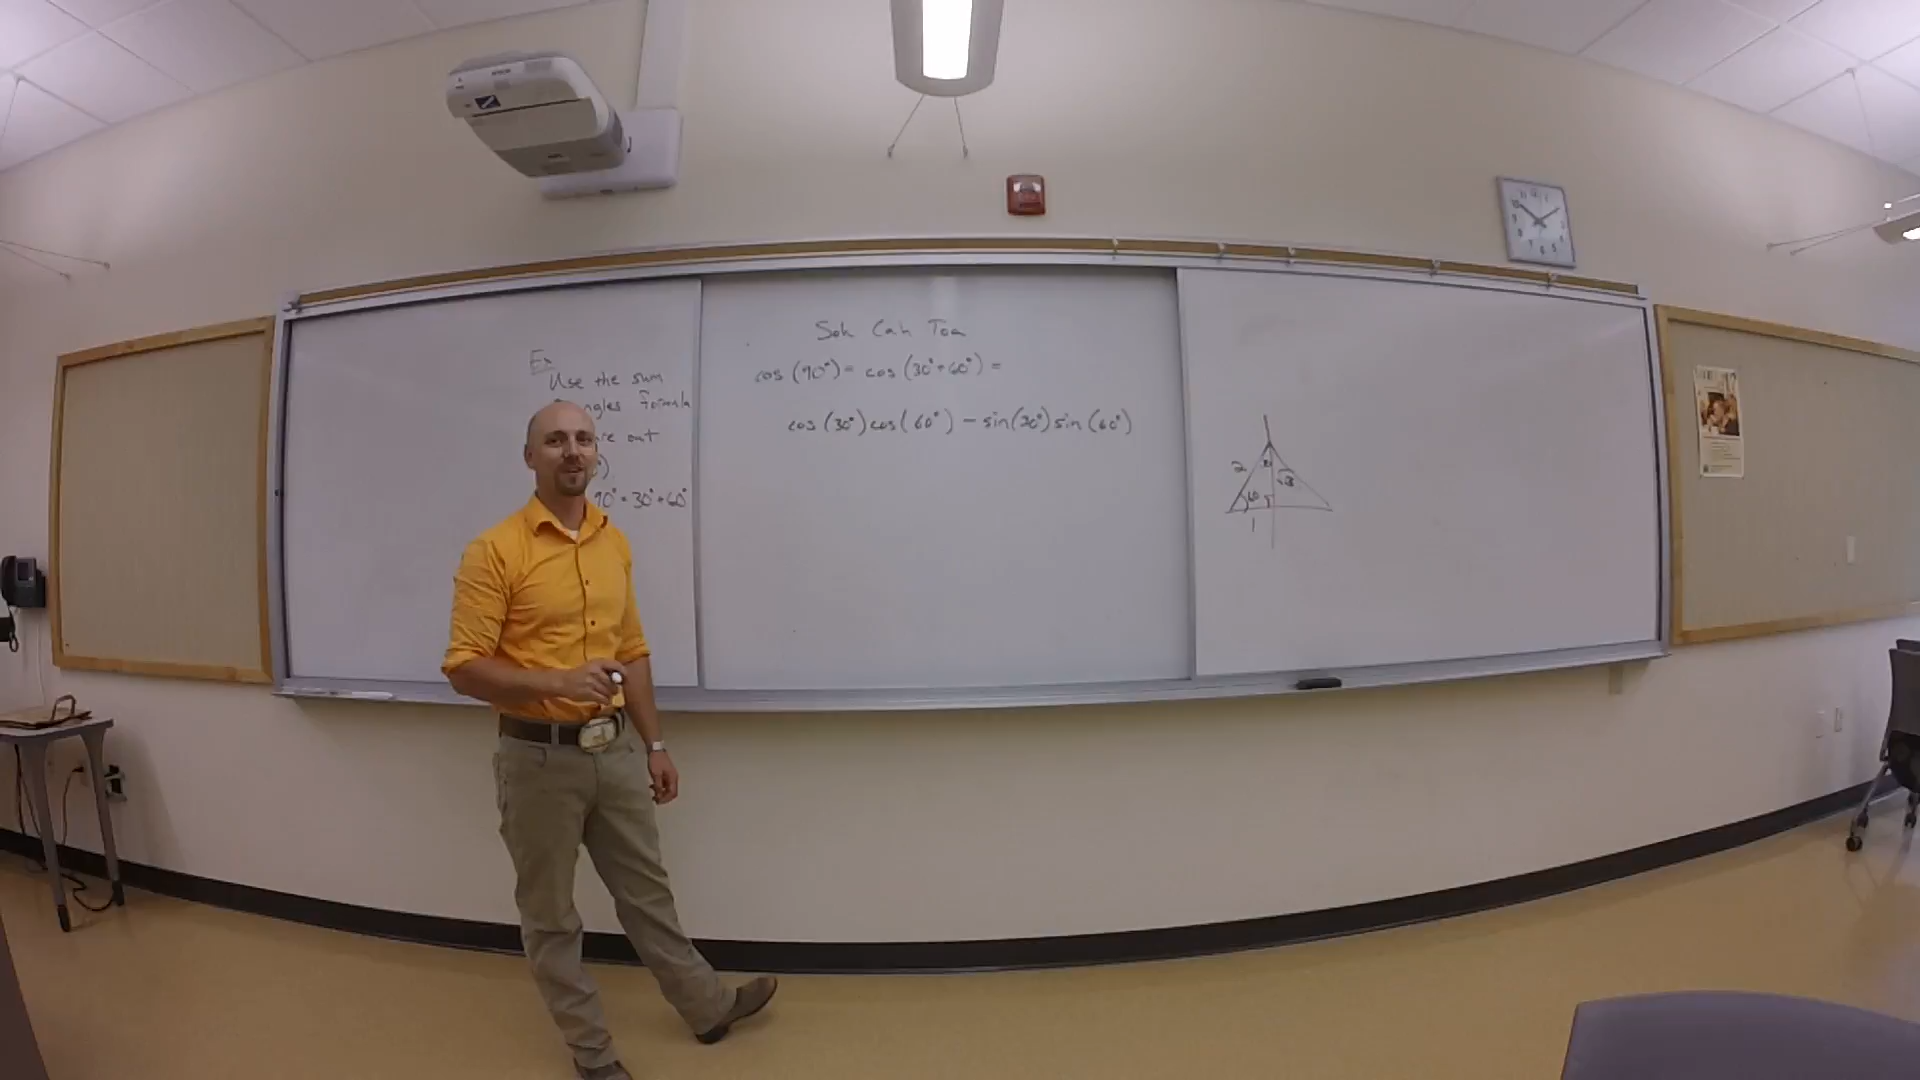 Ex
Use the sum
angles formula
out
90° = 30° + 60°
Soh Cah Toa
cos (90°) = cos (30° + 60°) =
cos (30°) cos (60°) - sin (30°) sin (60°)
2
30
√3
60
1